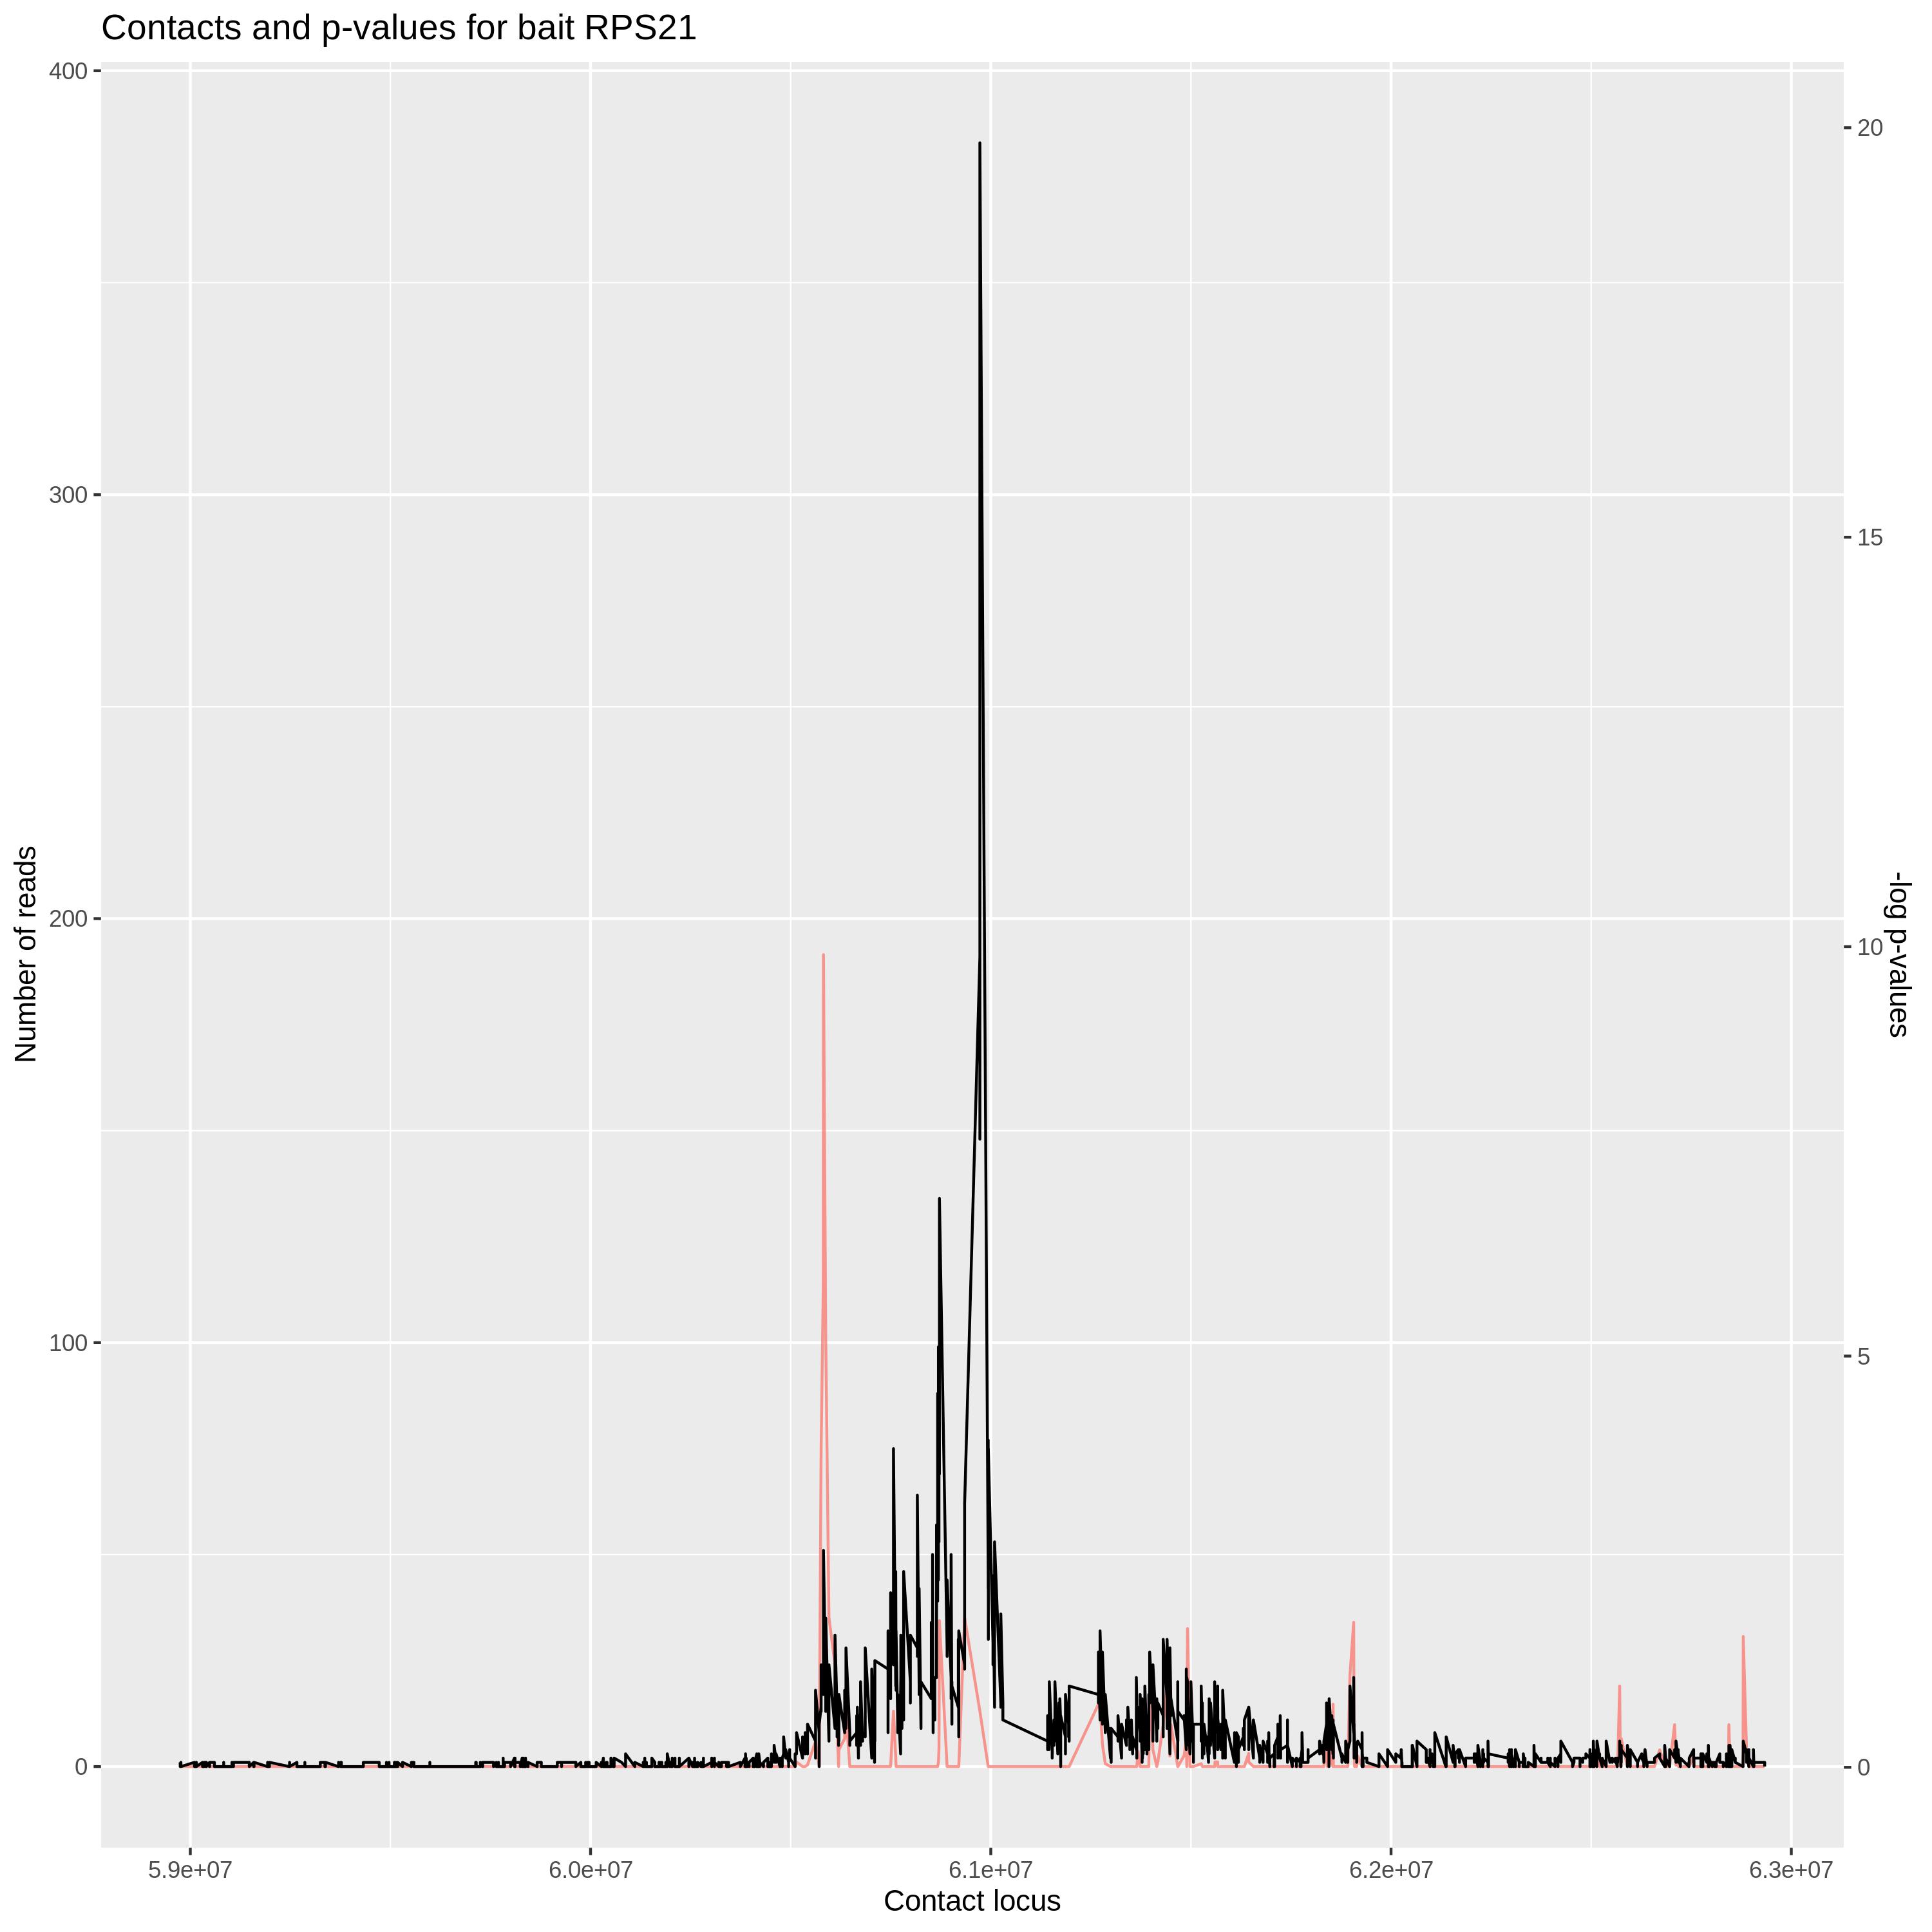 Contacts and p-values for bait RPS21
400
300
200
100
0
Number of reads
20
15
10
5
0
-log p-values
5.9e+07
6.0e+07
6.1e+07
6.2e+07
6.3e+07
Contact locus